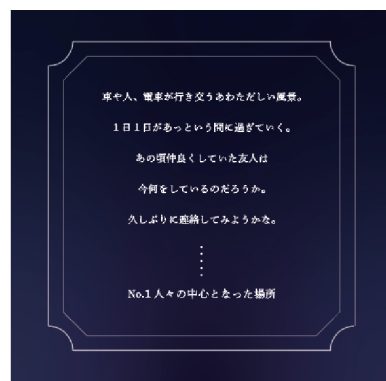 車や人、電車が行き交うあわただしい風景。
1日1日があっという間に過ぎていく。
あの頃仲良くしていた友人は
今何をしているのだろうか。
久しぶりに連絡してみようかな。
⋮
No.1 人々の中心となった場所